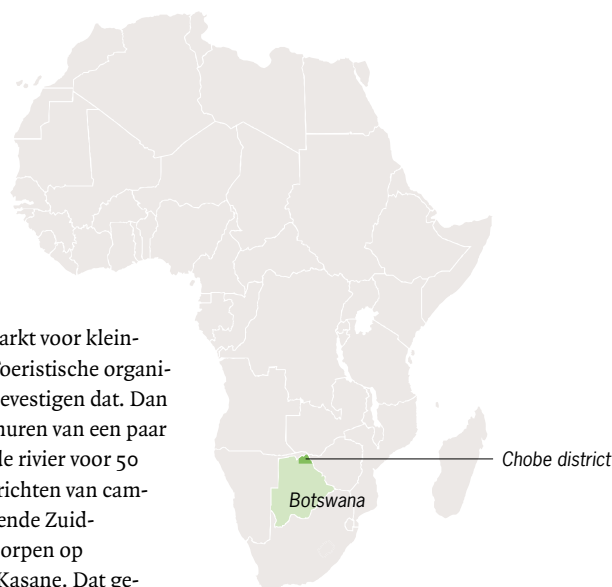 arkt voor klein-
oeristische organi-
evestigen dat. Dan
huren van een paar
le rivier voor 50
richten van cam-
ende Zuid-
orpen op
Kasane. Dat ge-
Chobe district
Botswana